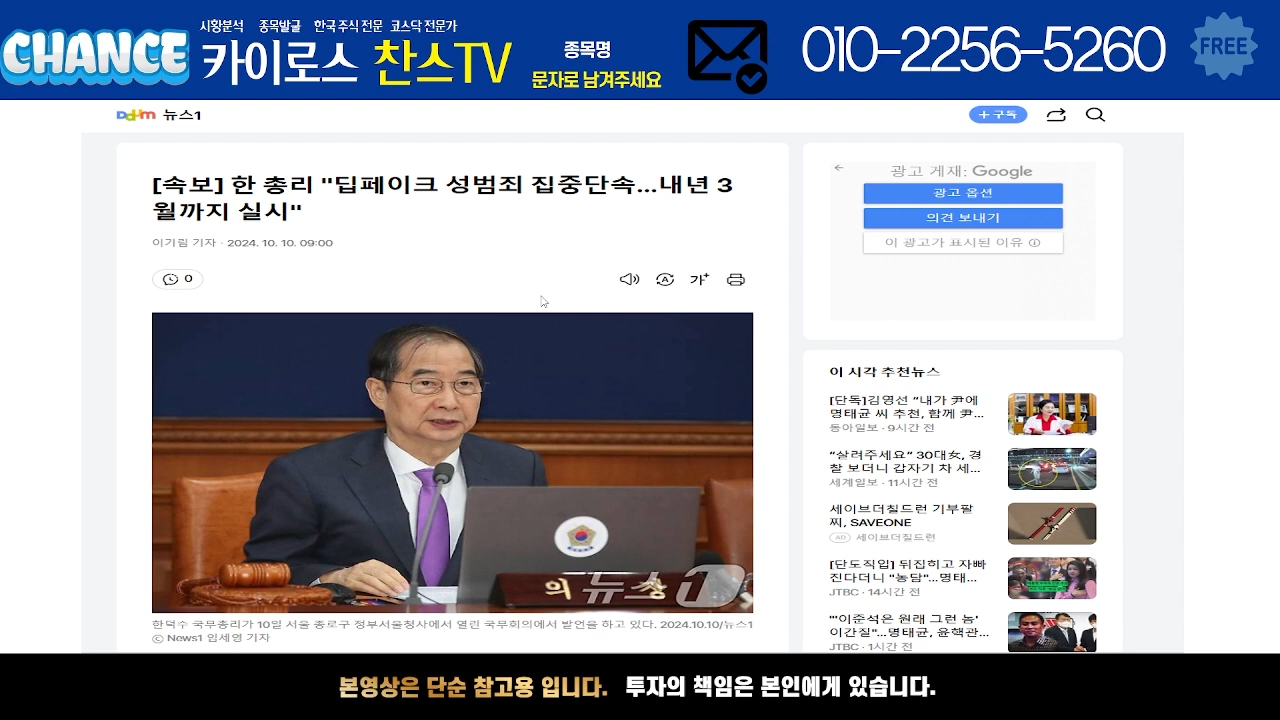 CHANCE
시황분석 종목발굴 한국 주식 전문 코스닥 전문가
카이로스 찬스TV
종목명
문자로 남겨주세요
010-2256-5260
FREE
Daum 뉴스1
+ 구독
[속보] 한 총리 "딥페이크 성범죄 집중단속...내년 3
월까지 실시"
이기림 기자 · 2024. 10. 10. 09:00
0
가+
의 장
뉴스1
한덕수 국무총리가 10일 서울 종로구 정부서울청사에서 열린 국무회의에서 발언을 하고 있다. 2024.10.10/뉴스1
ⓒ News1 임세영 기자
광고 게재: Google
광고 옵션
의견 보내기
이 광고가 표시된 이유 ⓘ
이 시각 추천뉴스
[단독]김영선 “내가 尹에
명태균 씨 추천, 함께 尹...
동아일보 · 9시간 전
“살려주세요” 30대女, 경
찰 보더니 갑자기 차 세...
세계일보 · 11시간 전
세이브더칠드런 기부팔
찌, SAVEONE
AD 세이브더칠드런
[단도직입] 뒤집히고 자빠
진다더니 "농담"...명태...
JTBC · 14시간 전
"'이준석은 원래 그런 놈'
이간질"...명태균, 윤핵관...
JTBC · 1시간 전
본영상은 단순 참고용 입니다. 투자의 책임은 본인에게 있습니다.